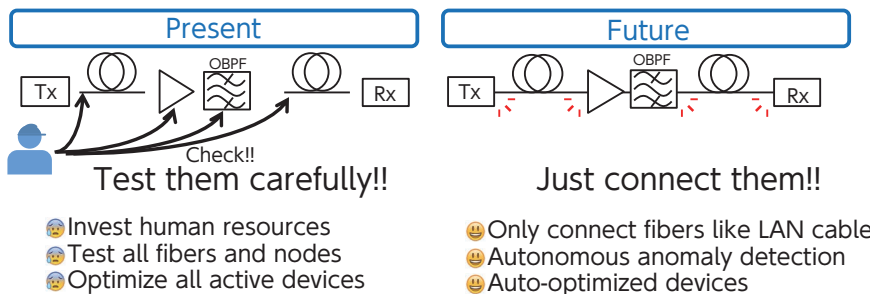 Present
OBPF
Tx
Rx
Check!!
Test them carefully!!
Invest human resources
Test all fibers and nodes
Optimize all active devices
Future
OBPF
Tx
Rx
Just connect them!!
Only connect fibers like LAN cable
Autonomous anomaly detection
Auto-optimized devices